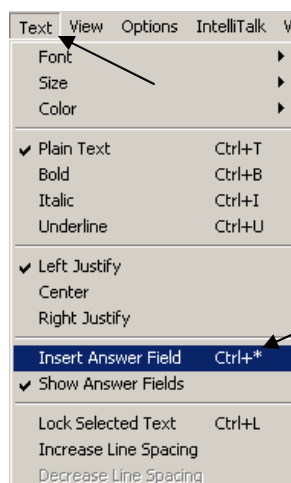 Text View Options IntelliTalk
Font
Size
Color
Plain Text Ctrl+T
Bold Ctrl+B
Italic Ctrl+I
Underline Ctrl+U
Left Justify
Center
Right Justify
Insert Answer Field Ctrl+*
Show Answer Fields
Lock Selected Text Ctrl+L
Increase Line Spacing
Decrease Line Spacing